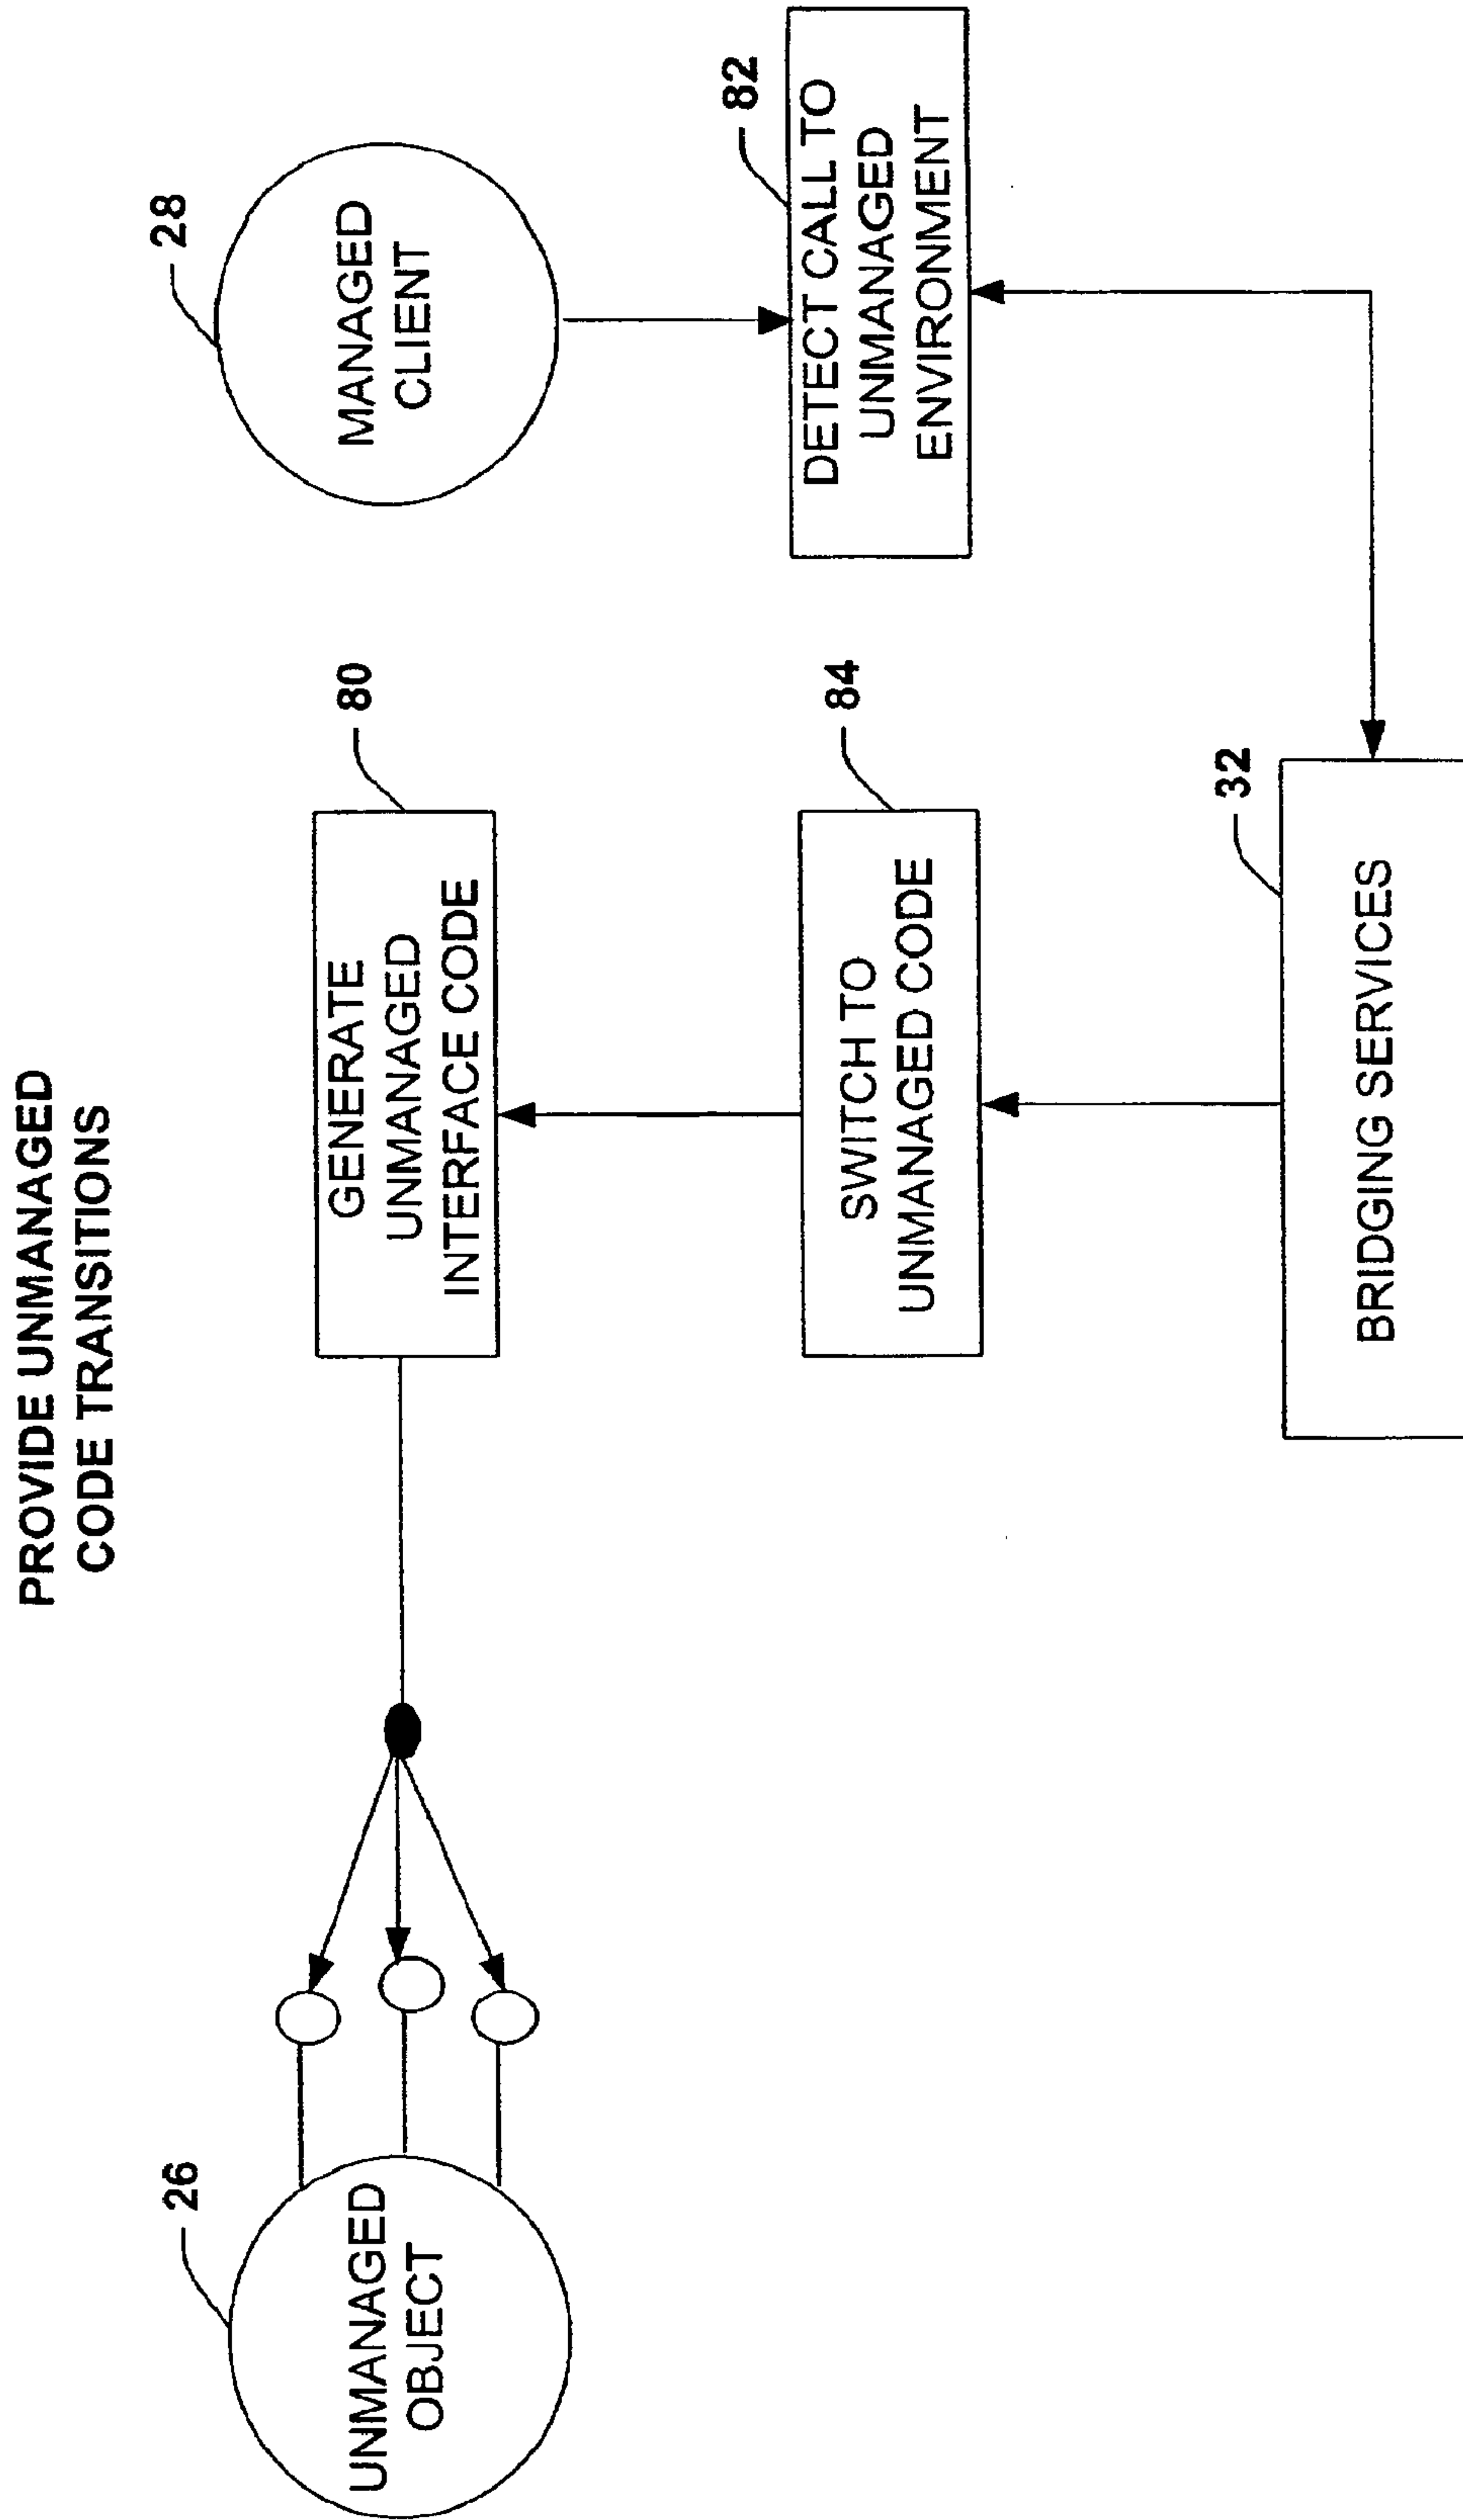 PROVIDE UNMANAGED
CODE TRANSITIONS
26
UNMANAGED
OBJECT
80
GENERATE
UNMANAGED
INTERFACE CODE
28
MANAGED
CLIENT
84
SWITCH TO
UNMANAGED CODE
82
DETECT CALL TO
UNMANAGED
ENVIRONMENT
32
BRIDGING SERVICES